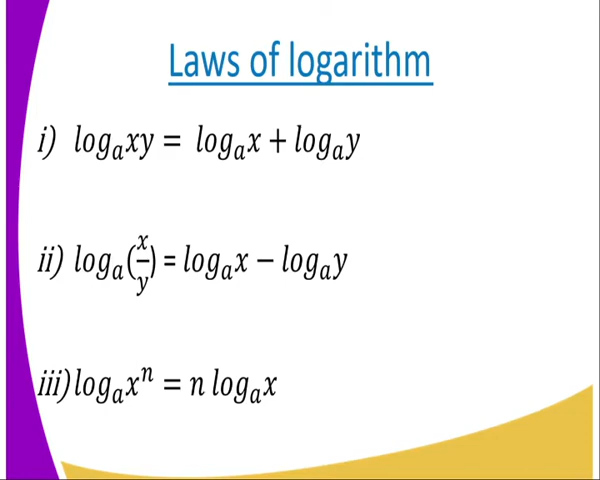 Laws of logarithm
i) logₐxy = logₐx + logₐy
ii) logₐ(x/y) = logₐx − logₐy
iii) logₐxⁿ = n logₐx